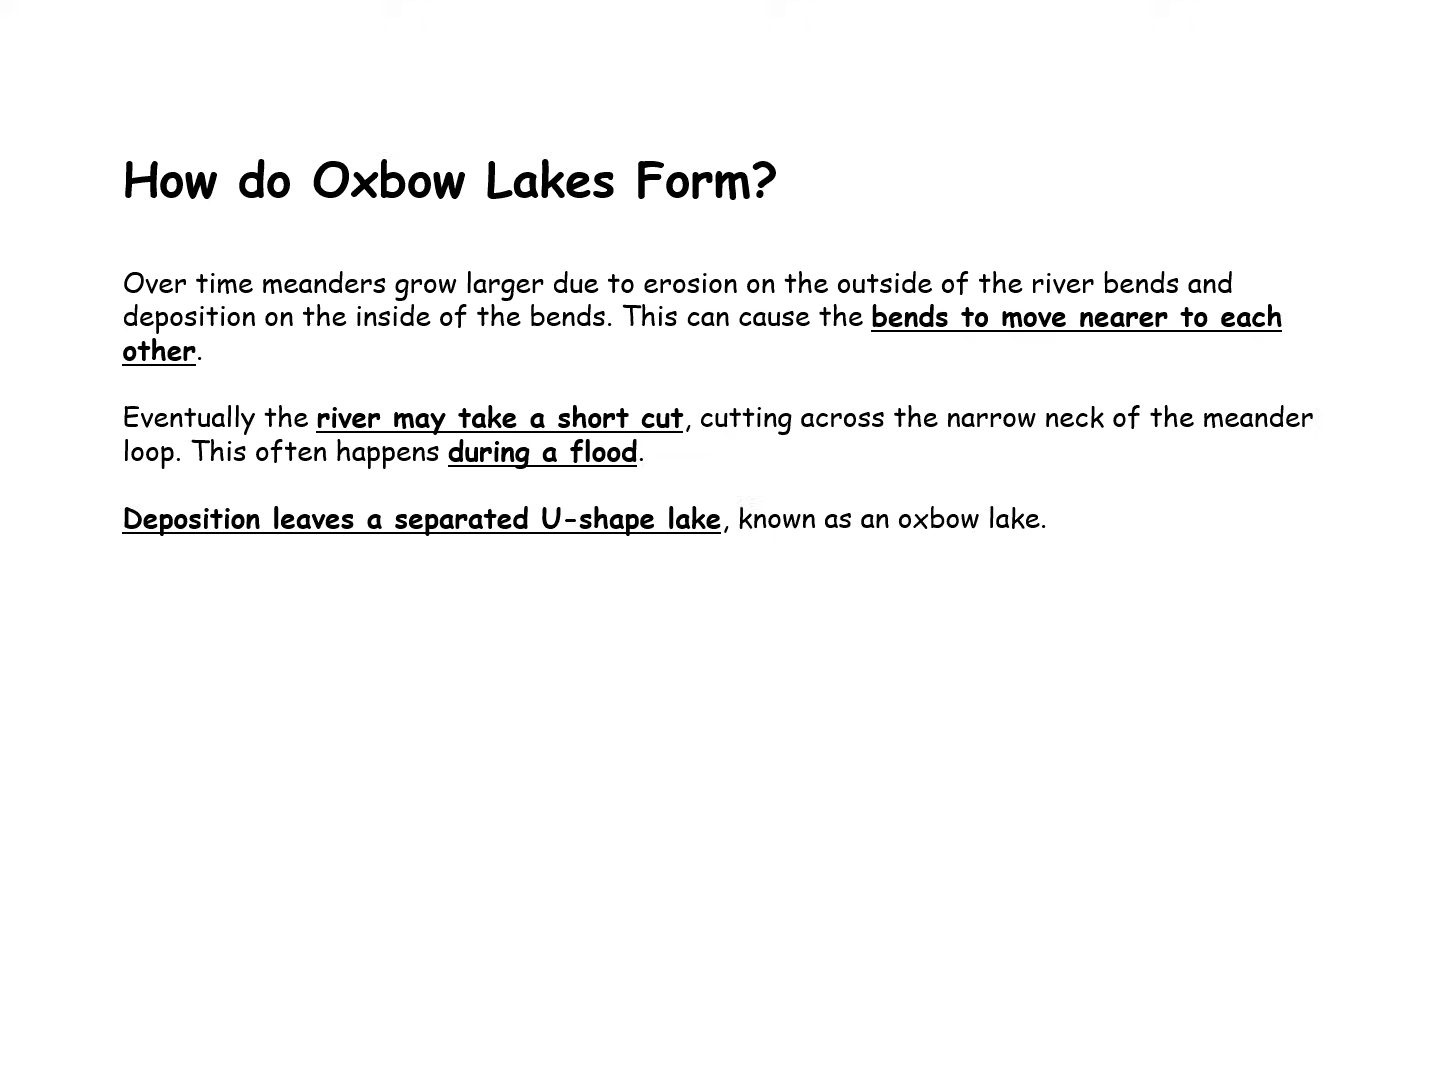 How do Oxbow Lakes Form?
Over time meanders grow larger due to erosion on the outside of the river bends and
deposition on the inside of the bends. This can cause the bends to move nearer to each
other.
Eventually the river may take a short cut, cutting across the narrow neck of the meander
loop. This often happens during a flood.
Deposition leaves a separated U-shape lake, known as an oxbow lake.